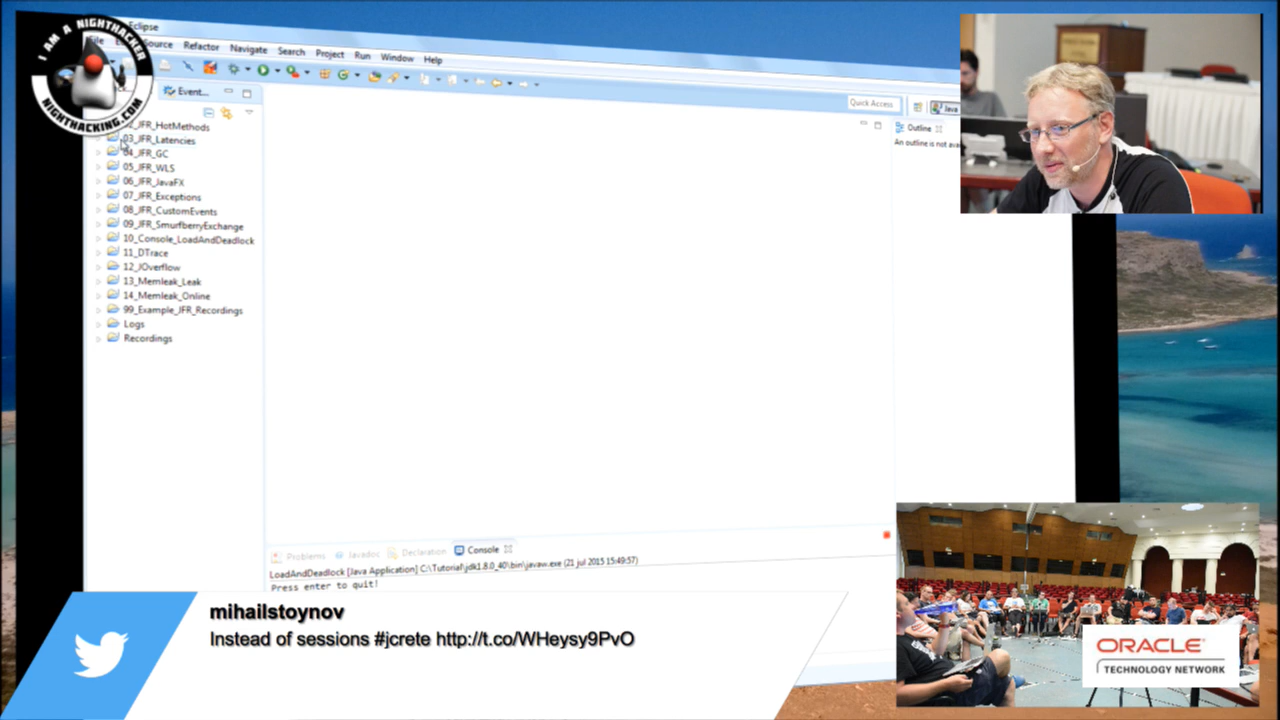 I AM A NIGHTHACKER
NIGHTHACKING.COM
Eclipse
File
Source Refactor Navigate Search Project Run Window Help
Quick Access
Java
Event...
Outline
An outline is not ava
02_JFR_HotMethods
03_JFR_Latencies
04_JFR_GC
05_JFR_WLS
06_JFR_JavaFX
07_JFR_Exceptions
08_JFR_CustomEvents
09_JFR_SmurfberryExchange
10_Console_LoadAndDeadlock
11_DTrace
12_JOverflow
13_Memleak_Leak
14_Memleak_Online
99_Example_JFR_Recordings
Logs
Recordings
Problems Javadoc Declaration Console
LoadAndDeadlock [Java Application] C:\Tutorial\jdk1.8.0_40\bin\javaw.exe (21 jul 2015 15:49:57)
Press enter to quit!
mihailstoynov
Instead of sessions #jcrete http://t.co/WHeysy9PvO
ORACLE
TECHNOLOGY NETWORK